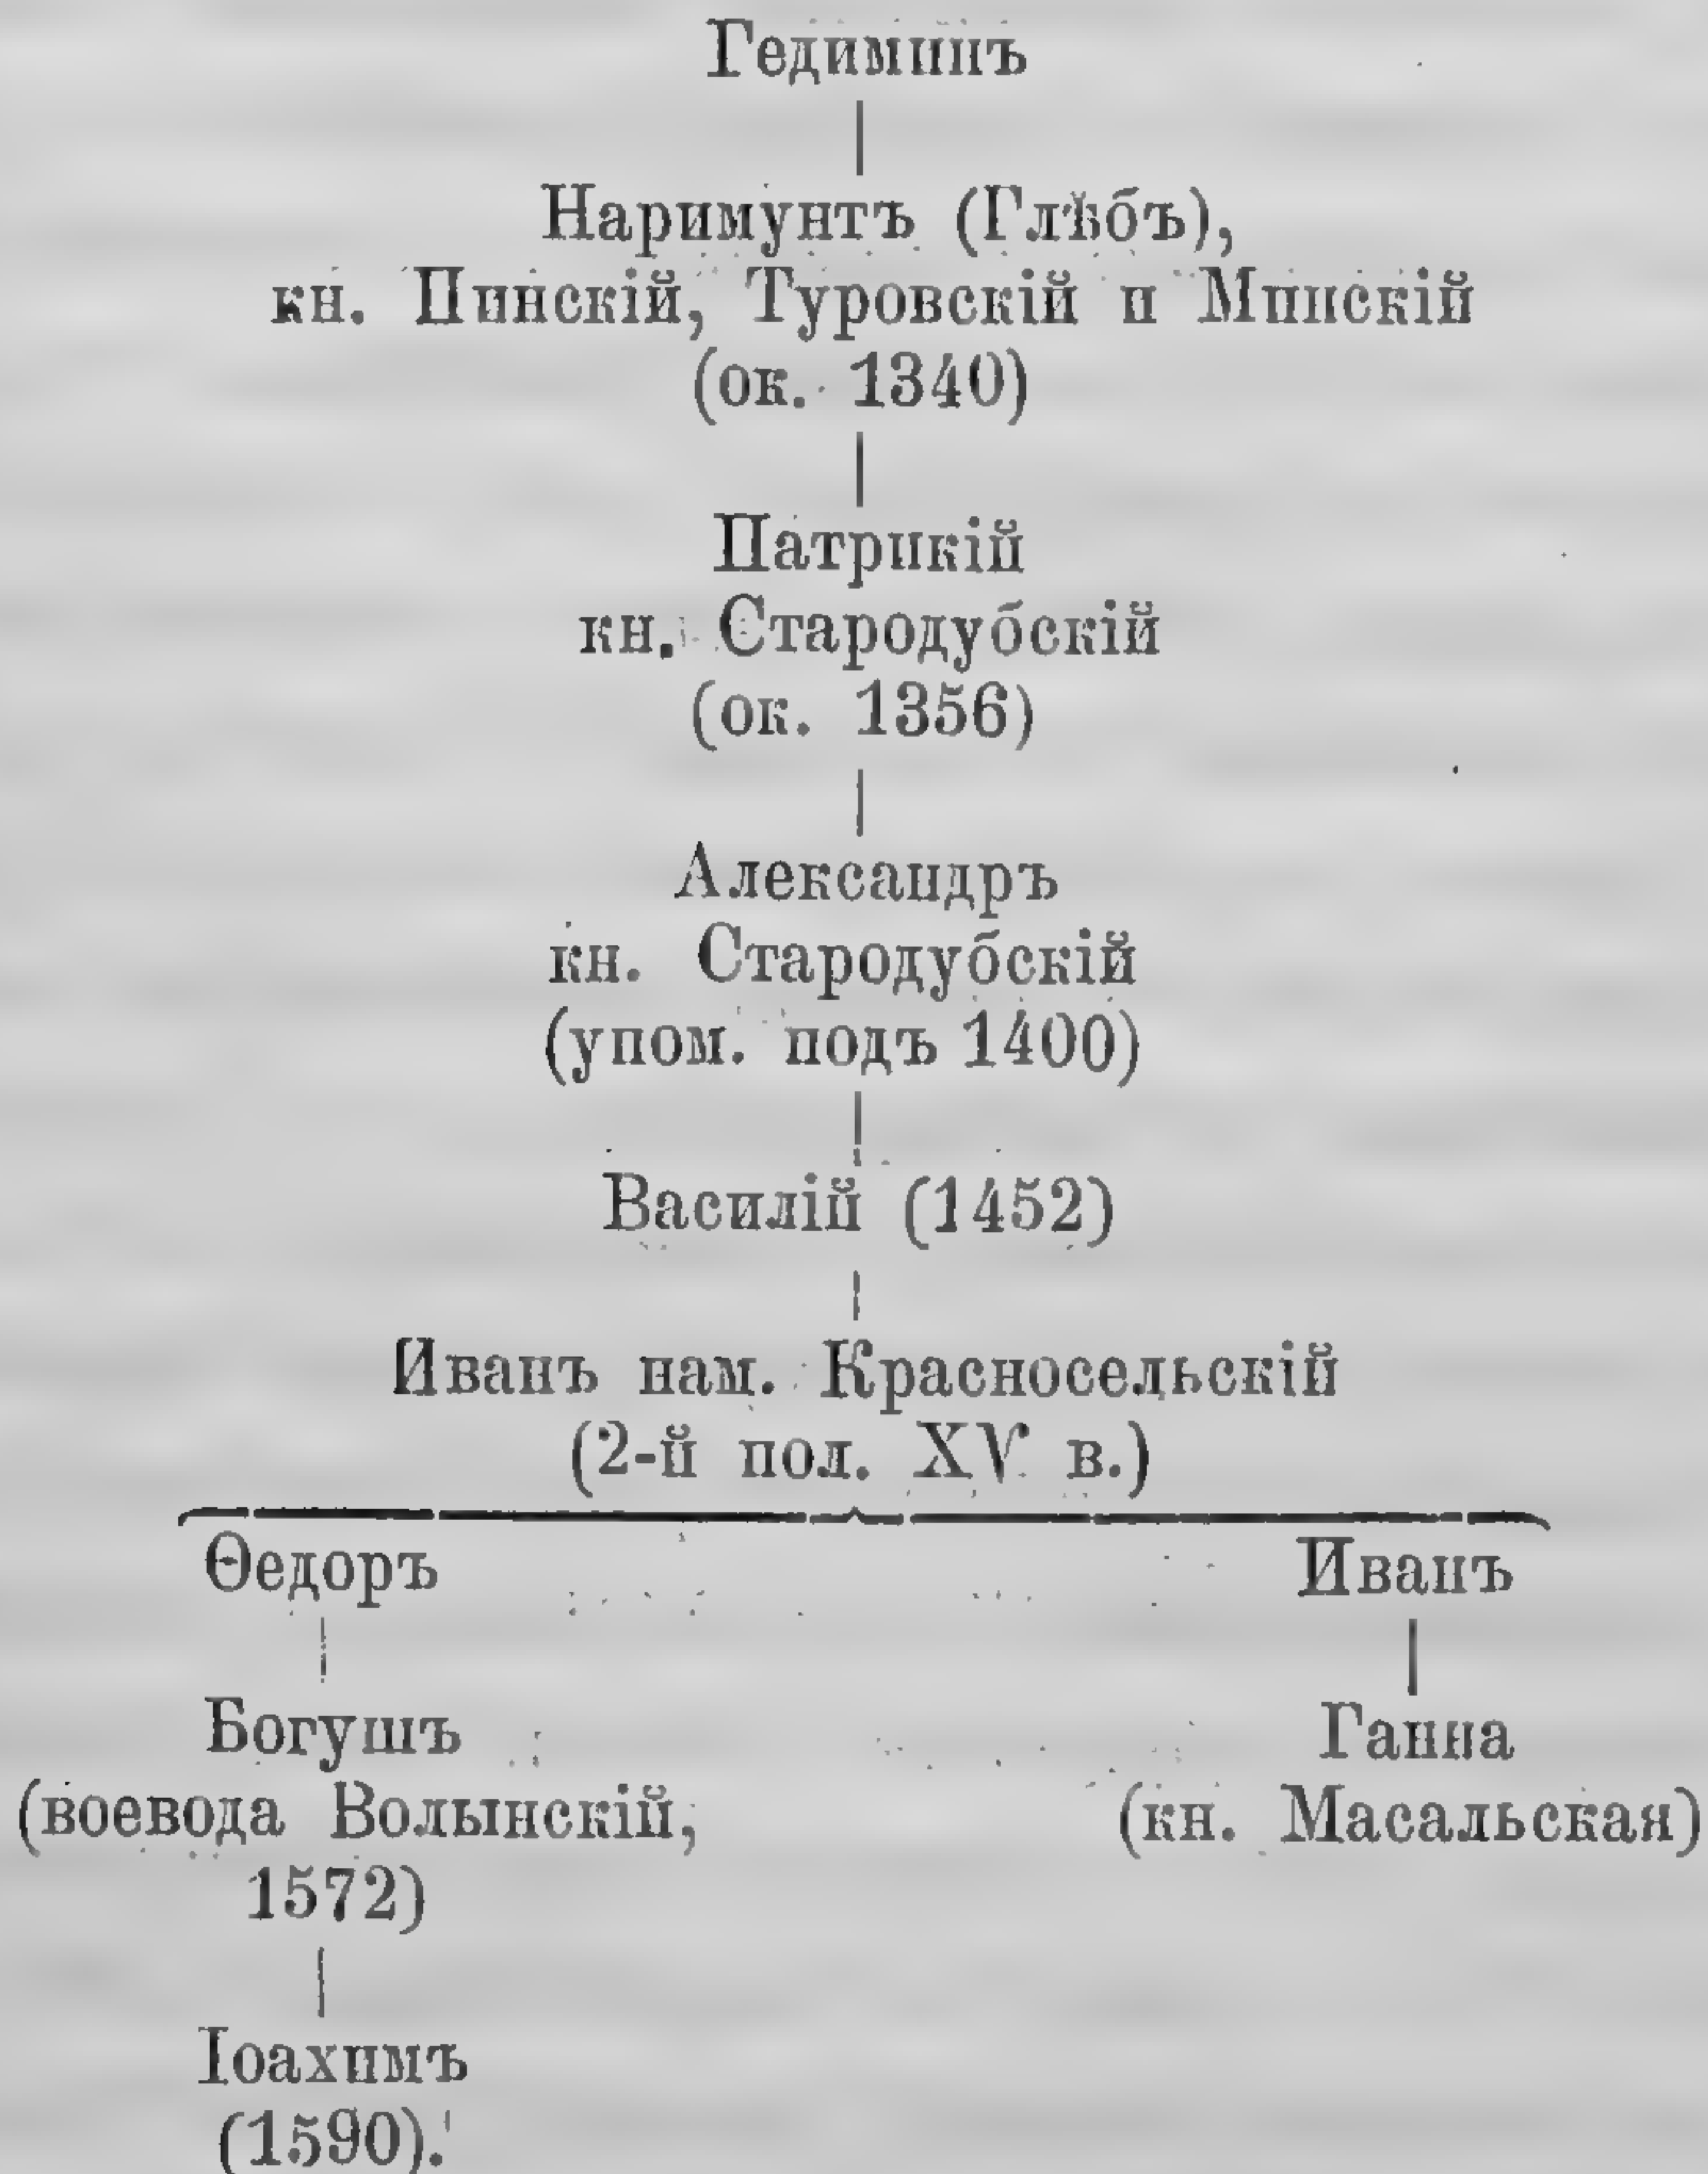 Гедиминъ
Наримунтъ (Глѣбъ),
кн. Пинскій, Туровскій и Минскій
(ок. 1340)
Патрикій
кн. Стародубскій
(ок. 1356)
Александръ
кн. Стародубскій
(упом. подъ 1400)
Василій (1452)
Иванъ нам. Красносельскій
(2-й пол. XV в.)
Ѳедоръ Иванъ
Богушъ Ганна
(воевода Волынскій, (кн. Масальская)
1572)
Іоахимъ
(1590).